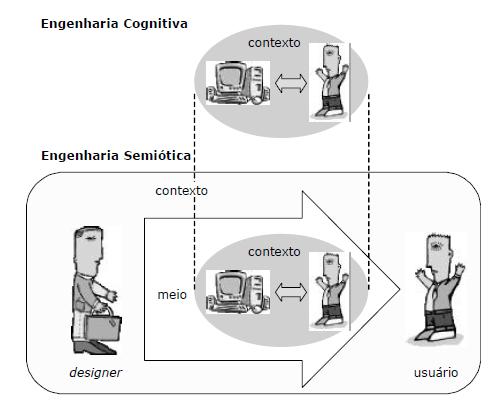 Engenharia Cognitiva
contexto
Engenharia Semiótica
contexto
contexto
meio
designer
usuário